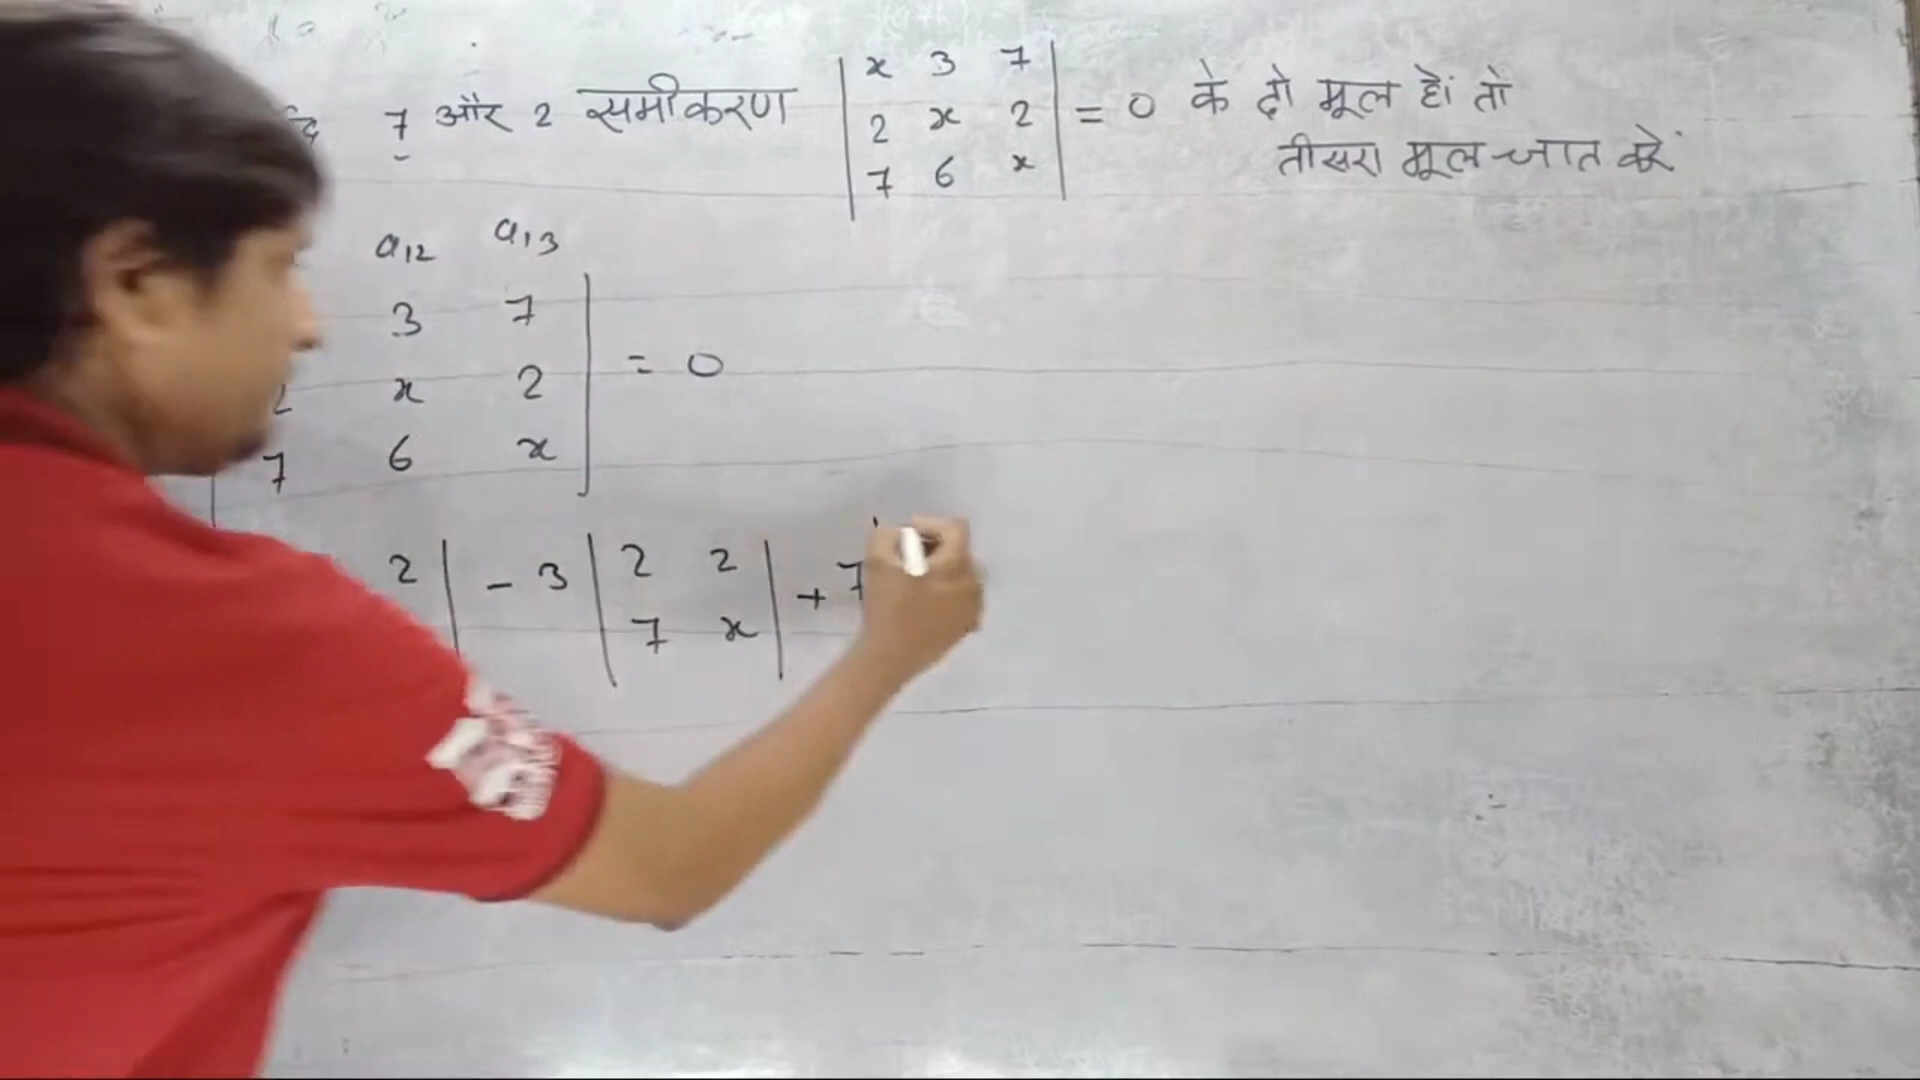 7 और 2 समीकरण | x 3 7 | = 0 के दो मूल हों तो
| 2 x 2 |
| 7 6 x |
तीसरा मूल ज्ञात करें
a12 a13
3 7 |
2 x 2 | = 0
7 6 x |
2 | - 3 | 2 2 | + 7
| 7 x |